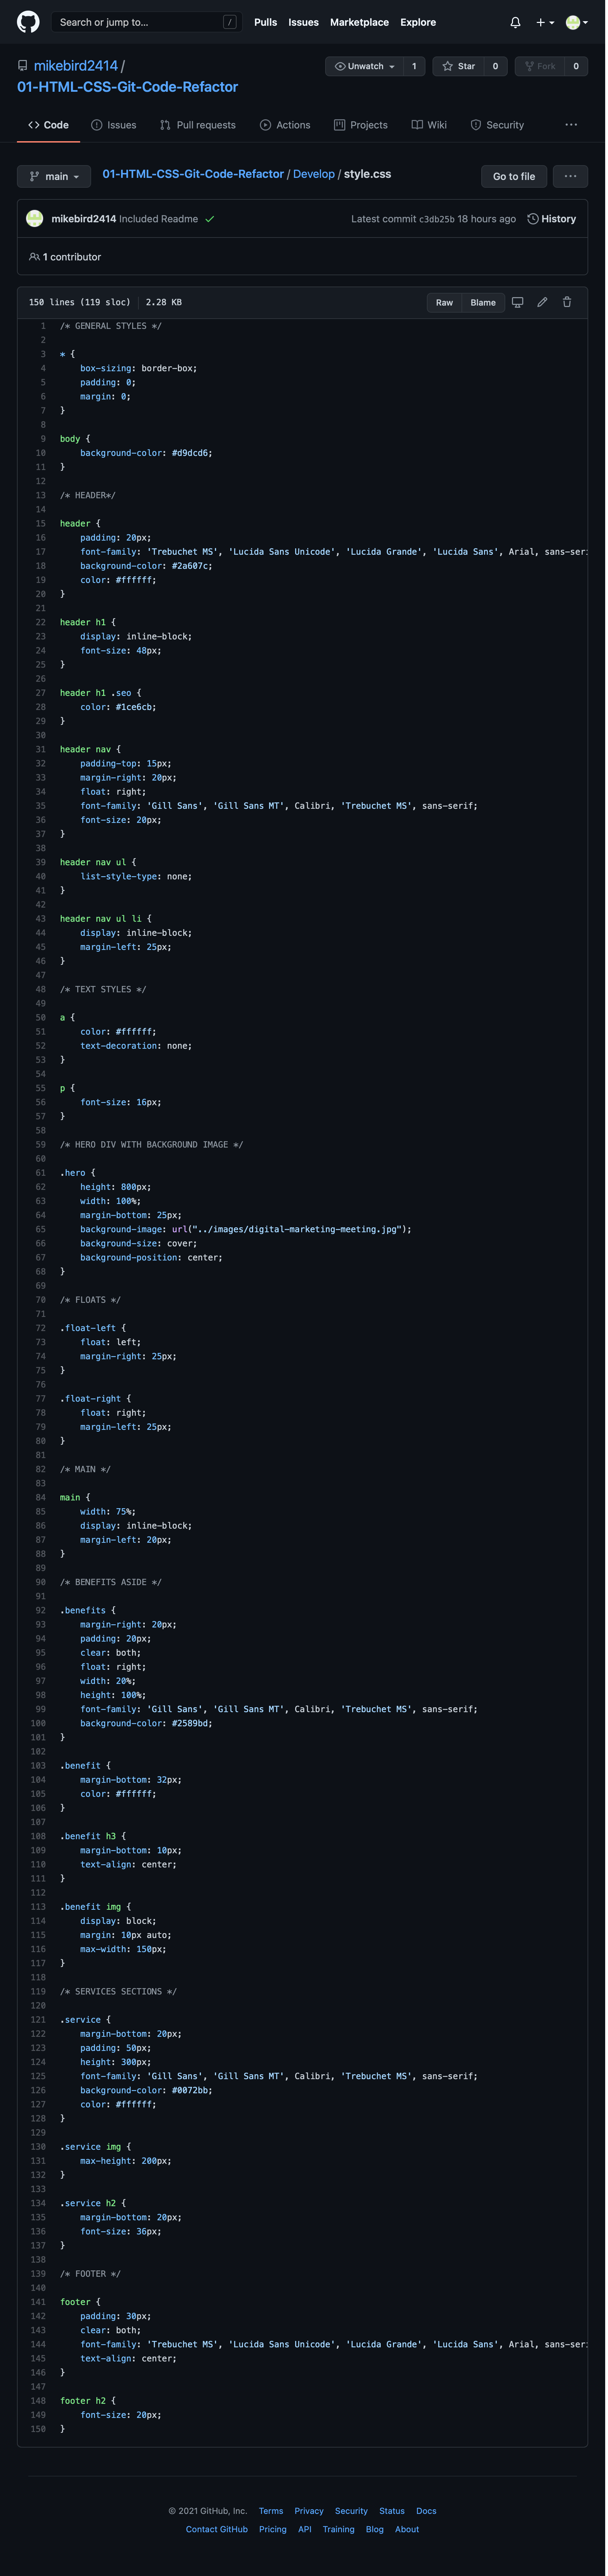 Search or jump to... /
Pulls Issues Marketplace Explore
mikebird2414 /
01-HTML-CSS-Git-Code-Refactor
Unwatch 1 Star 0 Fork 0
Code Issues Pull requests Actions Projects Wiki Security ...
main
01-HTML-CSS-Git-Code-Refactor / Develop / style.css
Go to file ...
mikebird2414 Included Readme Latest commit c3db25b 18 hours ago History
1 contributor
150 lines (119 sloc) 2.28 KB Raw Blame
1 /* GENERAL STYLES */
2
3 * {
4 box-sizing: border-box;
5 padding: 0;
6 margin: 0;
7 }
8
9 body {
10 background-color: #d9dcd6;
11 }
12
13 /* HEADER*/
14
15 header {
16 padding: 20px;
17 font-family: 'Trebuchet MS', 'Lucida Sans Unicode', 'Lucida Grande', 'Lucida Sans', Arial, sans-seri
18 background-color: #2a607c;
19 color: #ffffff;
20 }
21
22 header h1 {
23 display: inline-block;
24 font-size: 48px;
25 }
26
27 header h1 .seo {
28 color: #1ce6cb;
29 }
30
31 header nav {
32 padding-top: 15px;
33 margin-right: 20px;
34 float: right;
35 font-family: 'Gill Sans', 'Gill Sans MT', Calibri, 'Trebuchet MS', sans-serif;
36 font-size: 20px;
37 }
38
39 header nav ul {
40 list-style-type: none;
41 }
42
43 header nav ul li {
44 display: inline-block;
45 margin-left: 25px;
46 }
47
48 /* TEXT STYLES */
49
50 a {
51 color: #ffffff;
52 text-decoration: none;
53 }
54
55 p {
56 font-size: 16px;
57 }
58
59 /* HERO DIV WITH BACKGROUND IMAGE */
60
61 .hero {
62 height: 800px;
63 width: 100%;
64 margin-bottom: 25px;
65 background-image: url("../images/digital-marketing-meeting.jpg");
66 background-size: cover;
67 background-position: center;
68 }
69
70 /* FLOATS */
71
72 .float-left {
73 float: left;
74 margin-right: 25px;
75 }
76
77 .float-right {
78 float: right;
79 margin-left: 25px;
80 }
81
82 /* MAIN */
83
84 main {
85 width: 75%;
86 display: inline-block;
87 margin-left: 20px;
88 }
89
90 /* BENEFITS ASIDE */
91
92 .benefits {
93 margin-right: 20px;
94 padding: 20px;
95 clear: both;
96 float: right;
97 width: 20%;
98 height: 100%;
99 font-family: 'Gill Sans', 'Gill Sans MT', Calibri, 'Trebuchet MS', sans-serif;
100 background-color: #2589bd;
101 }
102
103 .benefit {
104 margin-bottom: 32px;
105 color: #ffffff;
106 }
107
108 .benefit h3 {
109 margin-bottom: 10px;
110 text-align: center;
111 }
112
113 .benefit img {
114 display: block;
115 margin: 10px auto;
116 max-width: 150px;
117 }
118
119 /* SERVICES SECTIONS */
120
121 .service {
122 margin-bottom: 20px;
123 padding: 50px;
124 height: 300px;
125 font-family: 'Gill Sans', 'Gill Sans MT', Calibri, 'Trebuchet MS', sans-serif;
126 background-color: #0072bb;
127 color: #ffffff;
128 }
129
130 .service img {
131 max-height: 200px;
132 }
133
134 .service h2 {
135 margin-bottom: 20px;
136 font-size: 36px;
137 }
138
139 /* FOOTER */
140
141 footer {
142 padding: 30px;
143 clear: both;
144 font-family: 'Trebuchet MS', 'Lucida Sans Unicode', 'Lucida Grande', 'Lucida Sans', Arial, sans-seri
145 text-align: center;
146 }
147
148 footer h2 {
149 font-size: 20px;
150 }
© 2021 GitHub, Inc. Terms Privacy Security Status Docs
Contact GitHub Pricing API Training Blog About